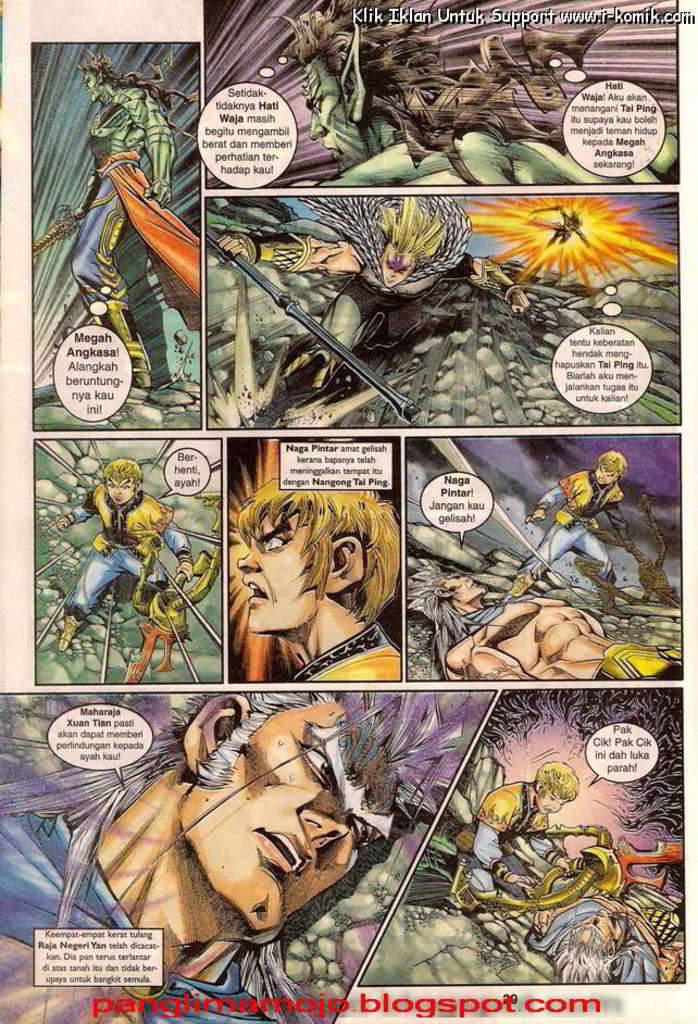 Klik Iklan Untuk Support www.i-komik.com
Setidak-
tidaknya Hati
Waja masih
begitu mengambil
berat dan memberi
perhatian ter-
hadap kau!
Hati
Waja! Aku akan
menangani Tai Ping
itu supaya kau boleh
menjadi teman hidup
kepada Megah
Angkasa
sekarang!
Megah
Angkasa!
Alangkah
beruntung-
nya kau
ini!
Kalian
tentu keberatan
hendak meng-
hapuskan Tai Ping itu.
Biarlah aku men-
jalankan tugas itu
untuk kalian!
Ber-
henti,
ayah!
Naga Pintar amat gelisah
kerana bapanya telah
meninggalkan tempat itu
dengan Nangong Tai Ping.
Naga
Pintar!
Jangan kau
gelisah!
Maharaja
Xuan Tian pasti
akan dapat memberi
perlindungan kepada
ayah kau!
Pak
Cik! Pak Cik
ini dah luka
parah!
Keempat-empat kerat tulang
Raja Negeri Yan telah dicacat-
kan. Dia pun terus terlantar
di atas tanah itu dan tidak ber-
upaya untuk bangkit semula.
panglimamojo.blogspot.com